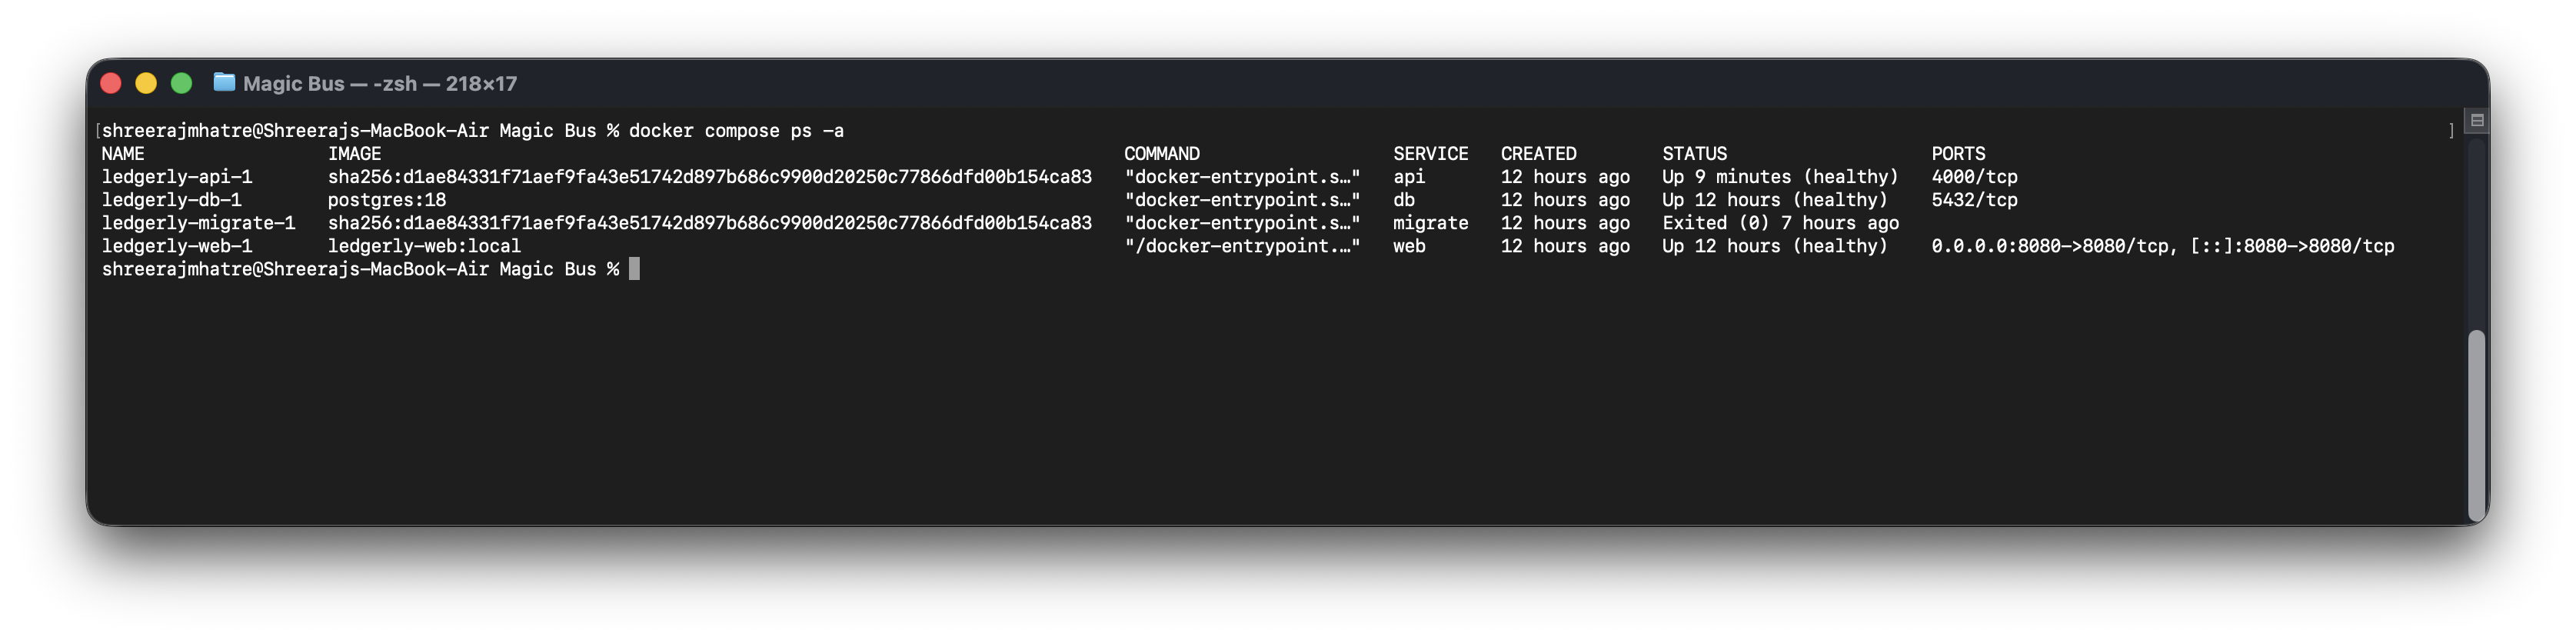 Magic Bus — -zsh — 218×17
[shreerajmhatre@Shreerajs-MacBook-Air Magic Bus % docker compose ps -a ]
NAME IMAGE COMMAND SERVICE CREATED STATUS PORTS
ledgerly-api-1 sha256:d1ae84331f71aef9fa43e51742d897b686c9900d20250c77866dfd00b154ca83 "docker-entrypoint.s…" api 12 hours ago Up 9 minutes (healthy) 4000/tcp
ledgerly-db-1 postgres:18 "docker-entrypoint.s…" db 12 hours ago Up 12 hours (healthy) 5432/tcp
ledgerly-migrate-1 sha256:d1ae84331f71aef9fa43e51742d897b686c9900d20250c77866dfd00b154ca83 "docker-entrypoint.s…" migrate 12 hours ago Exited (0) 7 hours ago
ledgerly-web-1 ledgerly-web:local "/docker-entrypoint.…" web 12 hours ago Up 12 hours (healthy) 0.0.0.0:8080->8080/tcp, [::]:8080->8080/tcp
shreerajmhatre@Shreerajs-MacBook-Air Magic Bus %